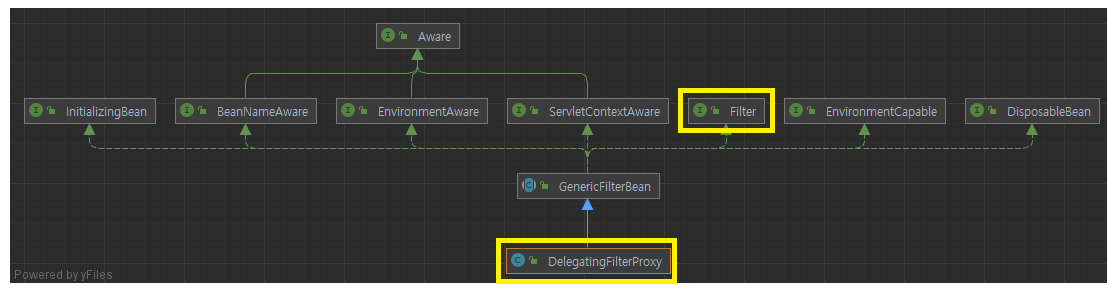 Aware
InitializingBean BeanNameAware EnvironmentAware ServletContextAware Filter EnvironmentCapable DisposableBean
GenericFilterBean
DelegatingFilterProxy
Powered by yFiles